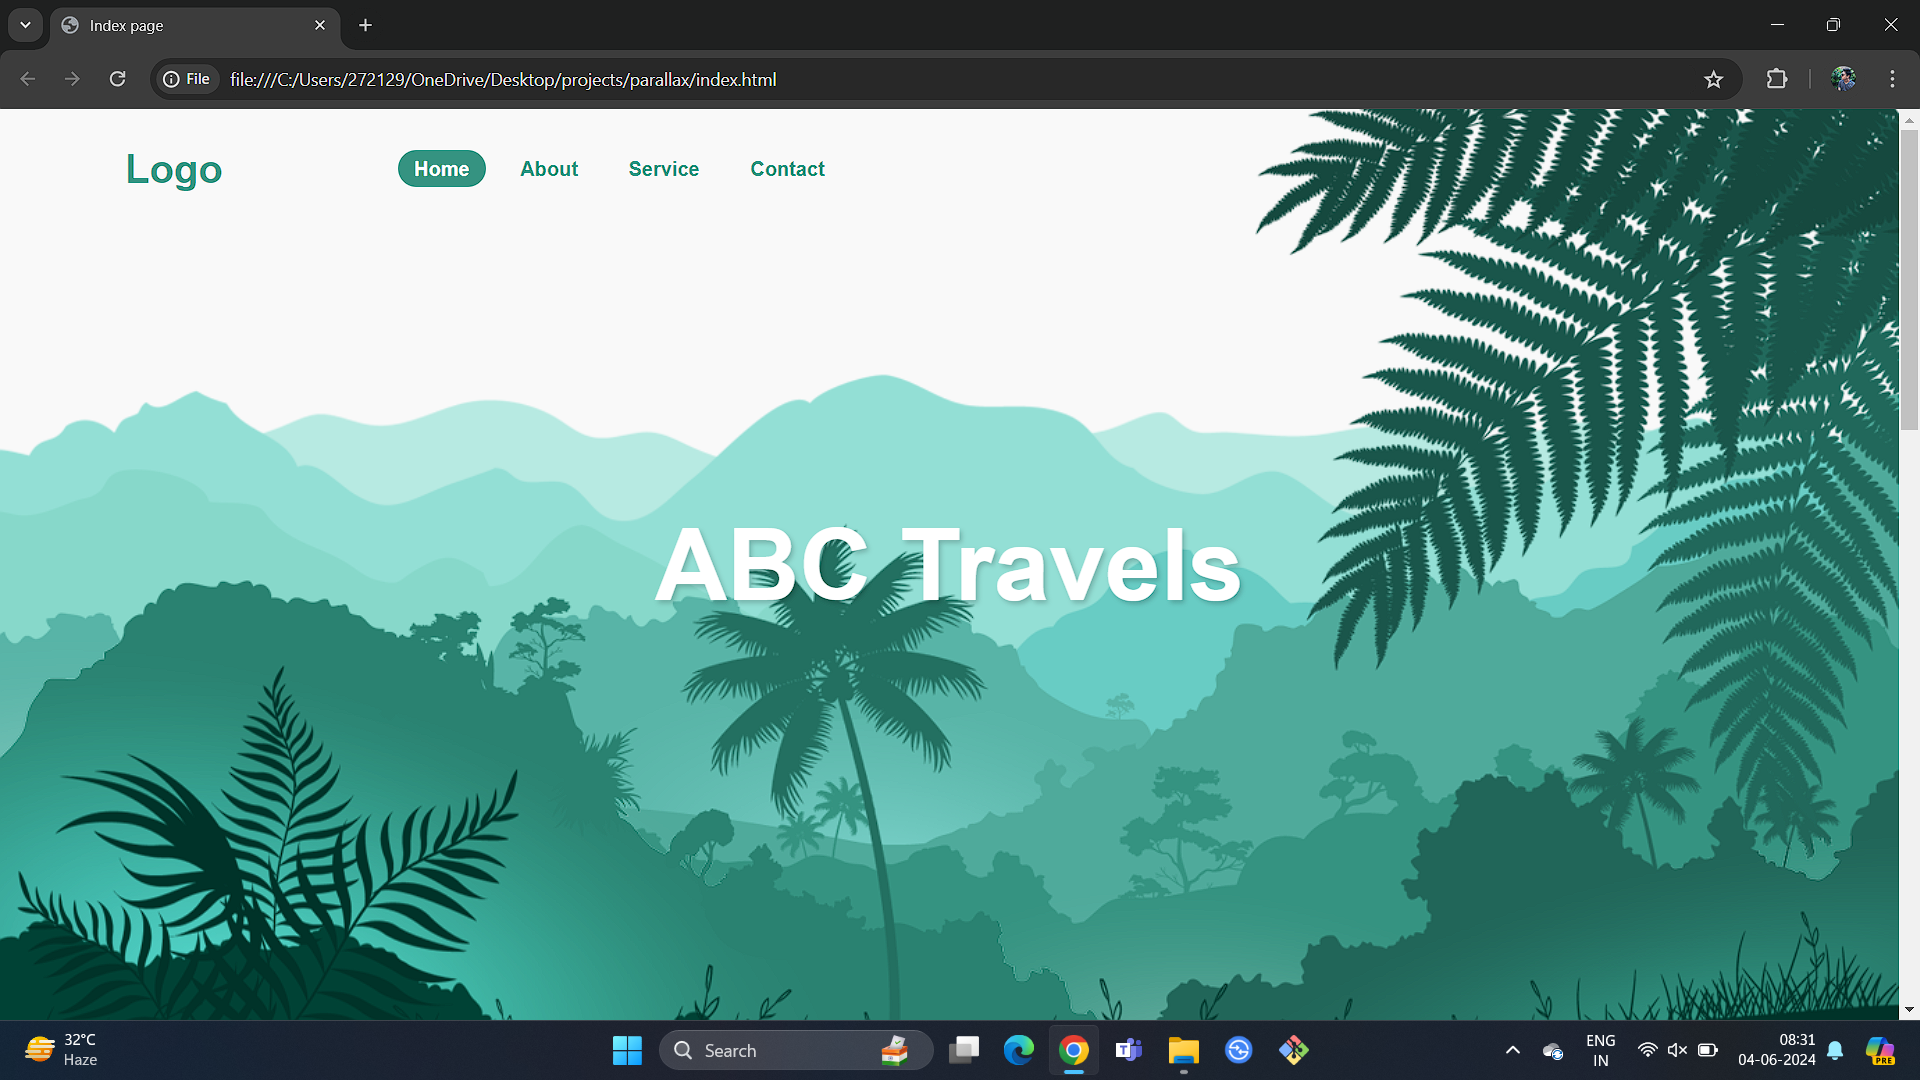 Index page
File file:///C:/Users/272129/OneDrive/Desktop/projects/parallax/index.html
Logo Home About Service Contact
ABC Travels
32°C
Haze
Search
ENG
IN
08:31
04-06-2024
PRE